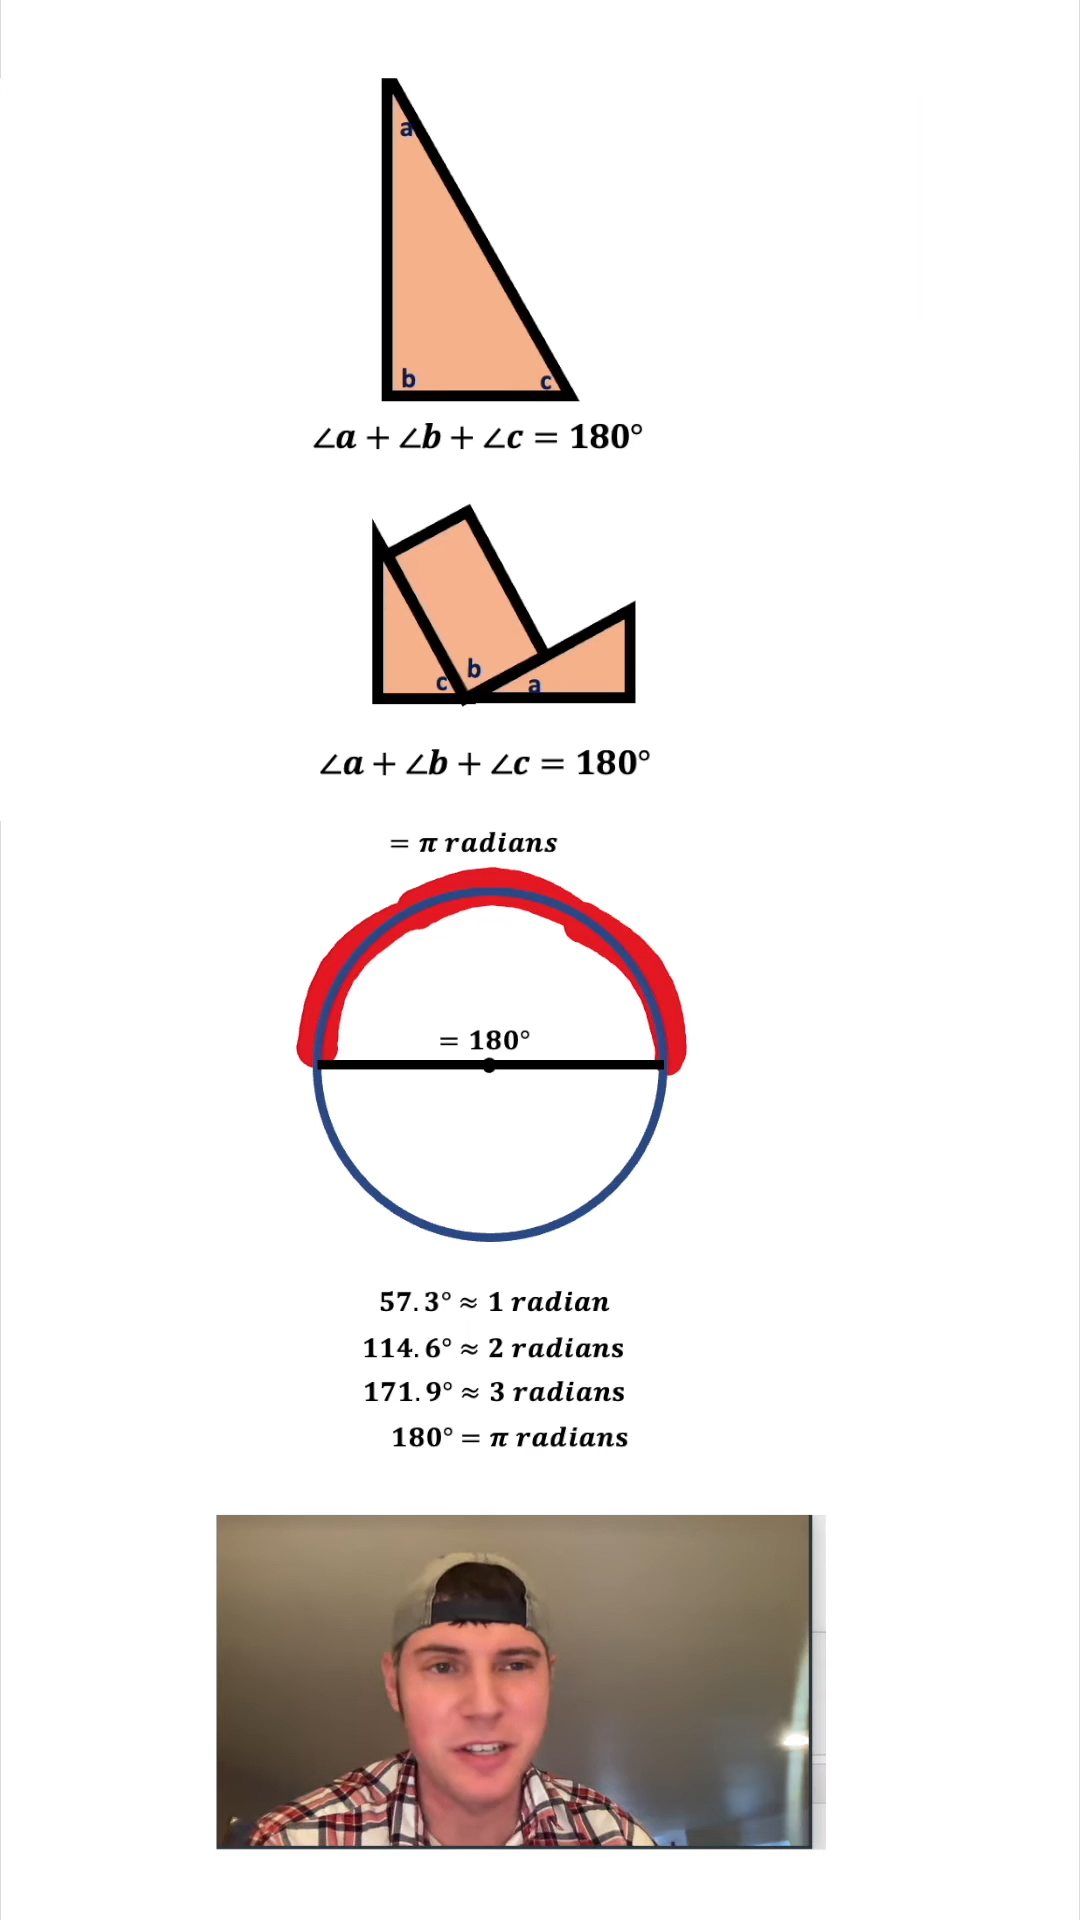 a
b c
∠a + ∠b + ∠c = 180°
b
c a
∠a + ∠b + ∠c = 180°
= π radians
= 180°
57.3° ≈ 1 radian
114.6° ≈ 2 radians
171.9° ≈ 3 radians
180° = π radians